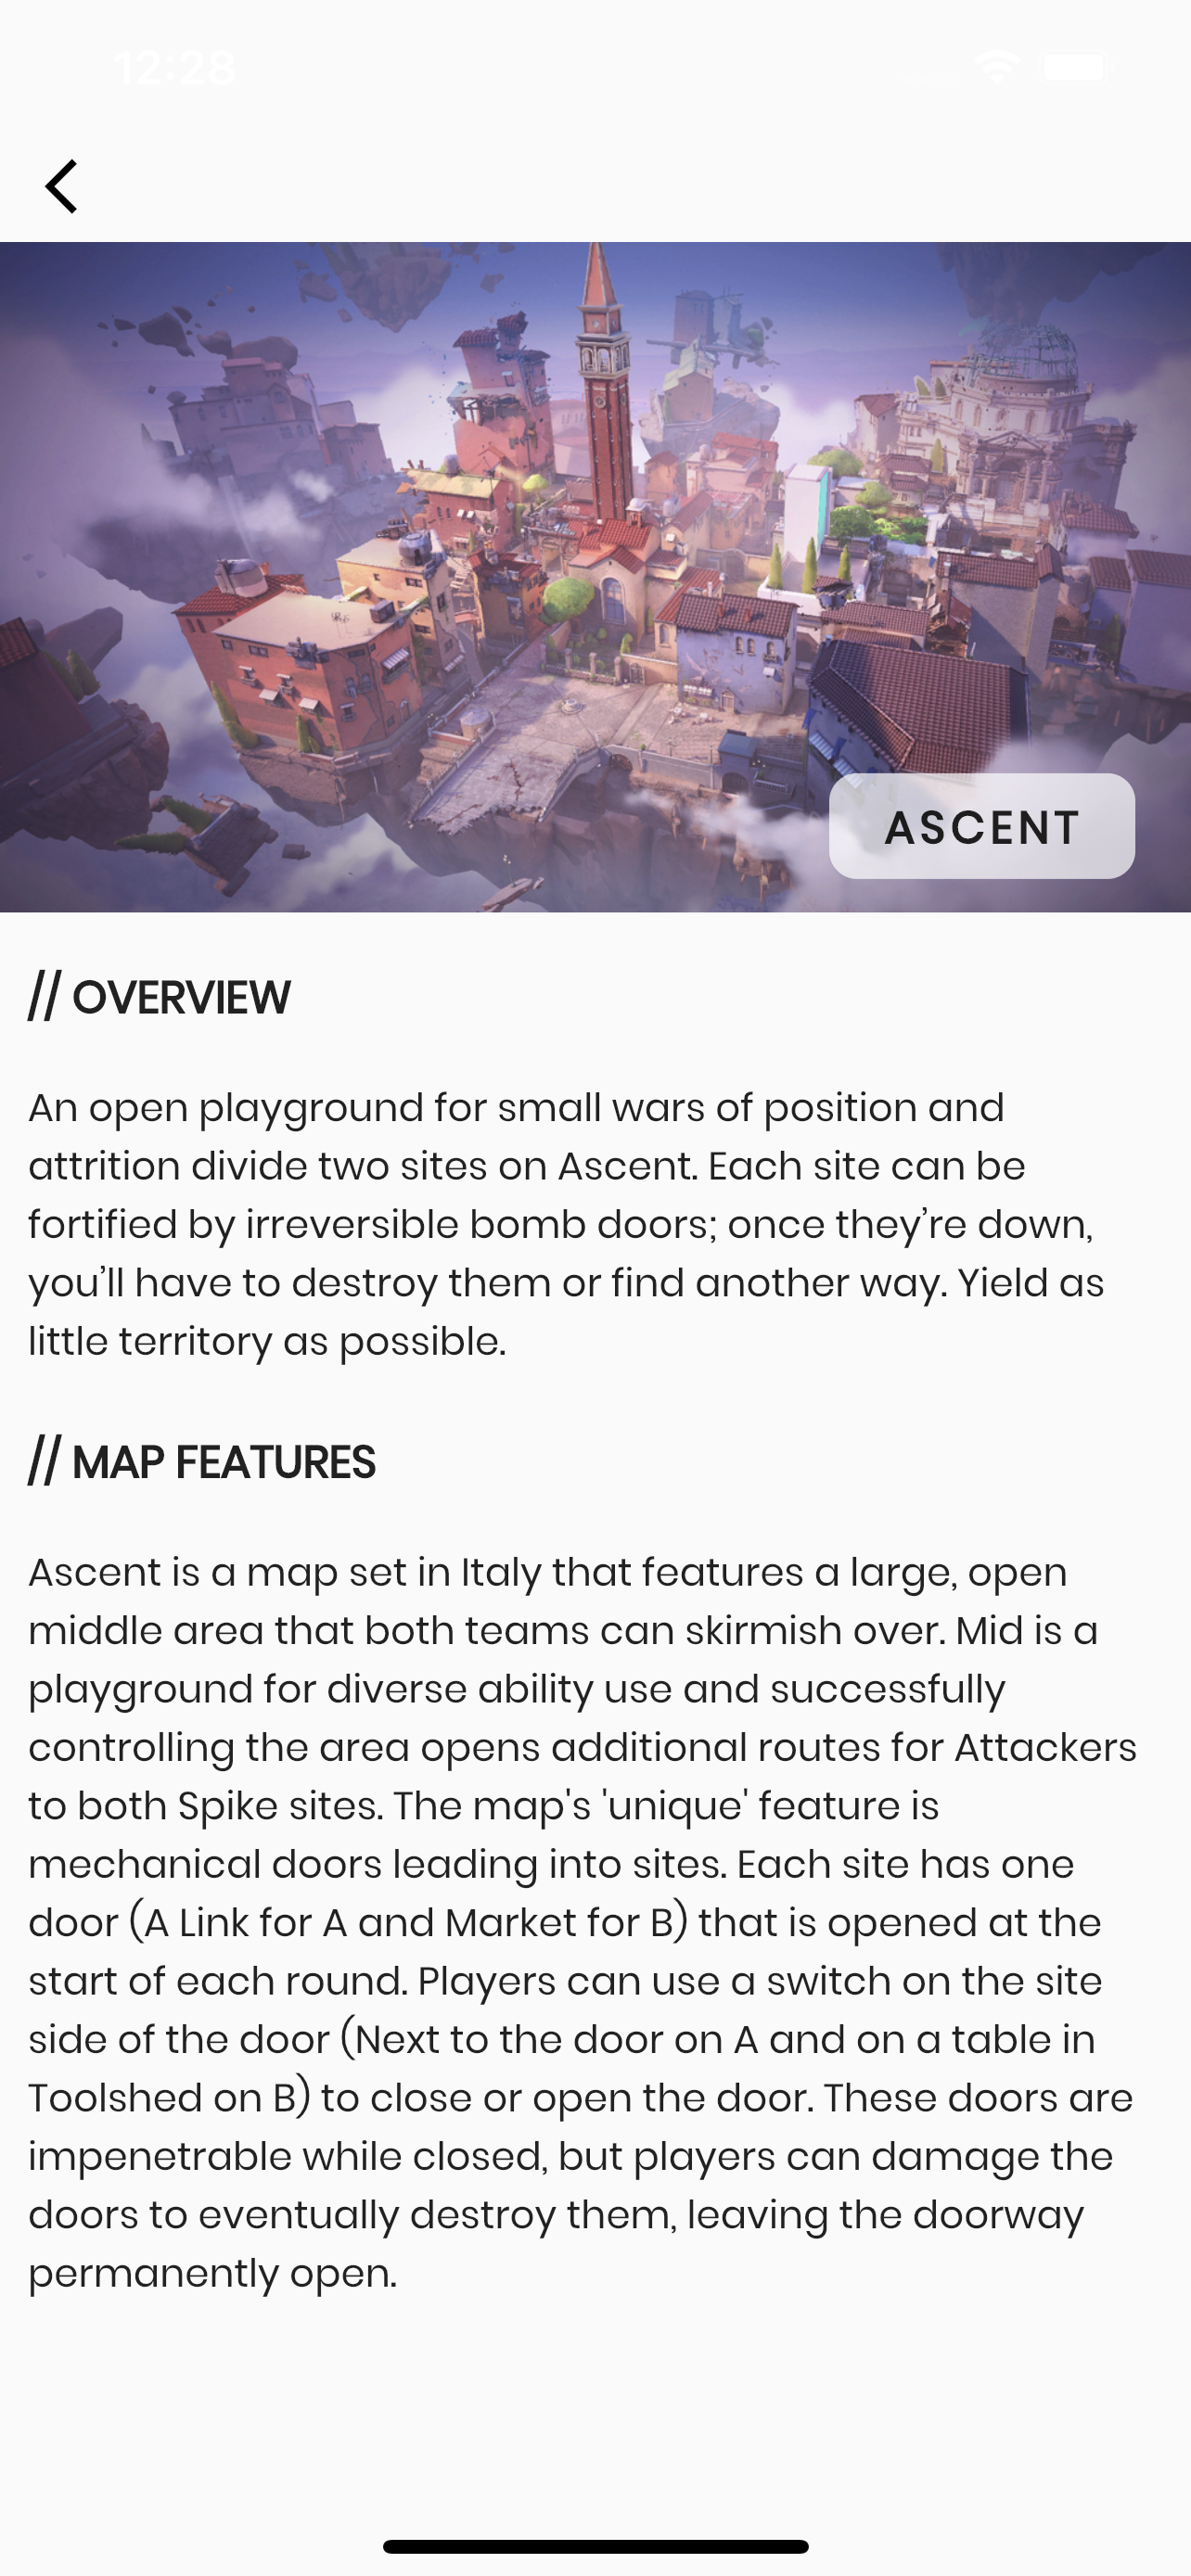 12:28
ASCENT
// OVERVIEW
An open playground for small wars of position and
attrition divide two sites on Ascent. Each site can be
fortified by irreversible bomb doors; once they’re down,
you’ll have to destroy them or find another way. Yield as
little territory as possible.
// MAP FEATURES
Ascent is a map set in Italy that features a large, open
middle area that both teams can skirmish over. Mid is a
playground for diverse ability use and successfully
controlling the area opens additional routes for Attackers
to both Spike sites. The map's 'unique' feature is
mechanical doors leading into sites. Each site has one
door (A Link for A and Market for B) that is opened at the
start of each round. Players can use a switch on the site
side of the door (Next to the door on A and on a table in
Toolshed on B) to close or open the door. These doors are
impenetrable while closed, but players can damage the
doors to eventually destroy them, leaving the doorway
permanently open.